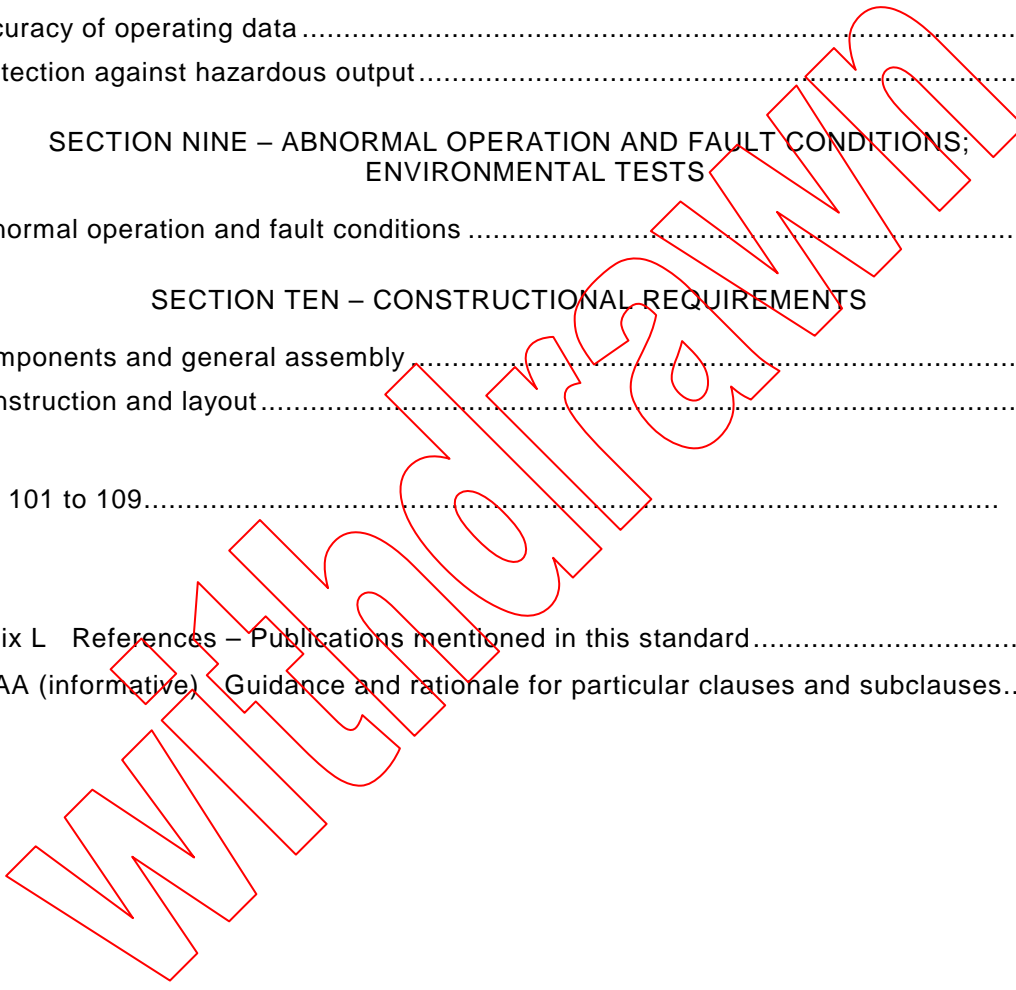 curacy of operating data
tection against hazardous output
SECTION NINE – ABNORMAL OPERATION AND FAULT CONDITIONS;
ENVIRONMENTAL TESTS
normal operation and fault conditions
SECTION TEN – CONSTRUCTIONAL REQUIREMENTS
mponents and general assembly
nstruction and layout
101 to 109
ix L References – Publications mentioned in this standard
AA (informative) Guidance and rationale for particular clauses and subclauses
withdrawn